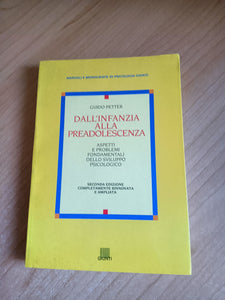 MANUALI E MONOGRAFIE DI PSICOLOGIA GIUNTI
GUIDO PETTER
DALL'INFANZIA
ALLA
PREADOLESCENZA
ASPETTI
E PROBLEMI
FONDAMENTALI
DELLO SVILUPPO
PSICOLOGICO
SECONDA EDIZIONE
COMPLETAMENTE RINNOVATA
E AMPLIATA
GIUNTI